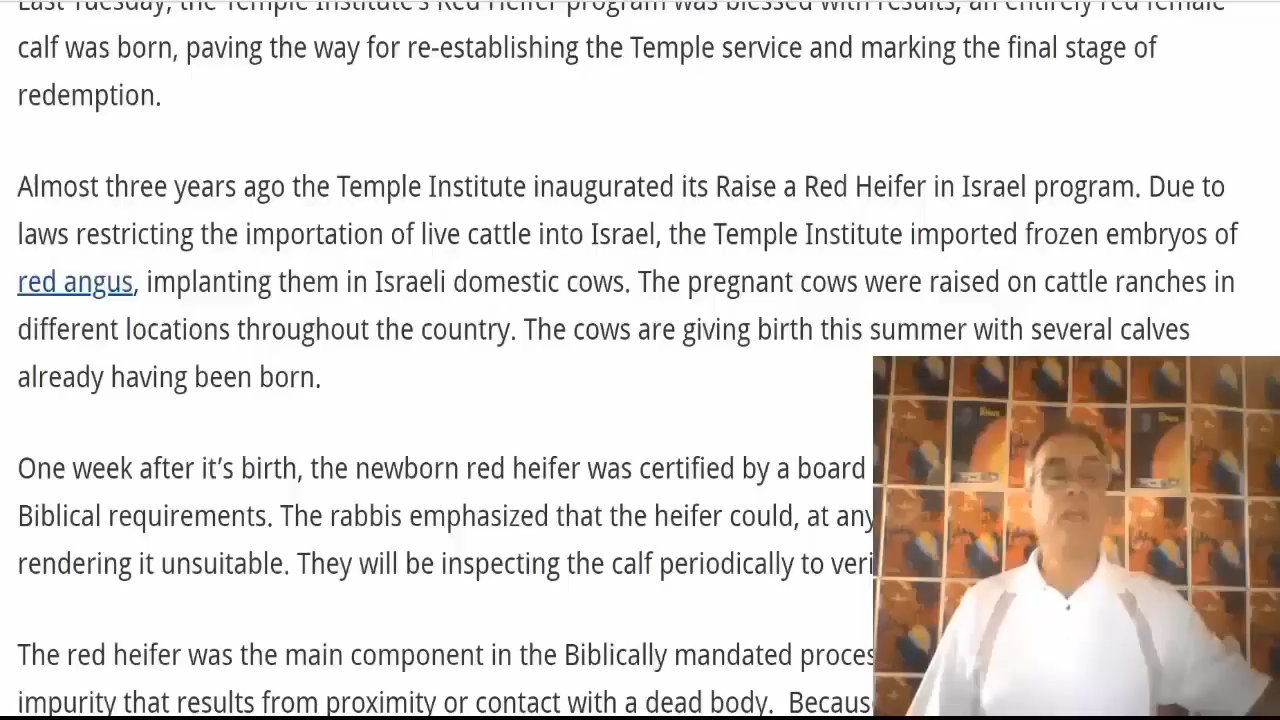 Last Tuesday, the Temple Institute's Red Heifer program was blessed with results, an entirely red female
calf was born, paving the way for re-establishing the Temple service and marking the final stage of
redemption.
Almost three years ago the Temple Institute inaugurated its Raise a Red Heifer in Israel program. Due to
laws restricting the importation of live cattle into Israel, the Temple Institute imported frozen embryos of
red angus, implanting them in Israeli domestic cows. The pregnant cows were raised on cattle ranches in
different locations throughout the country. The cows are giving birth this summer with several calves
already having been born.
One week after it’s birth, the newborn red heifer was certified by a board
Biblical requirements. The rabbis emphasized that the heifer could, at any
rendering it unsuitable. They will be inspecting the calf periodically to veri
The red heifer was the main component in the Biblically mandated proces
impurity that results from proximity or contact with a dead body. Becaus